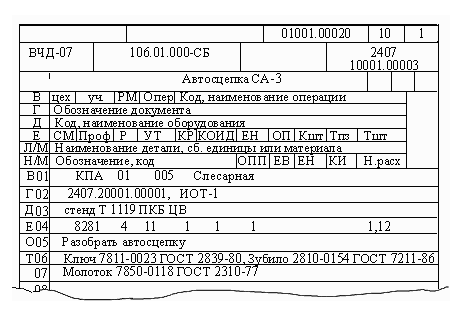 01001.00020 10 1
ВЧД-07 106.01.000-СБ 2407
10001.00003
Автосцепка СА-3
В цех уч. РМ Опер Код, наименование операции
Г Обозначение документа
Д Код, наименование оборудования
Е СМ Проф Р УТ КР КОИД ЕН ОП Кшт Тпз Тшт
Л/М Наименование детали, сб. единицы или материала
Н/М Обозначение, код ОПП ЕВ ЕН КИ Н.расх
В01 КПА 01 005 Слесарная
Г02 2407.20001.00001, ИОТ-1
Д03 стенд Т 1119 ПКБ ЦВ
Е04 8281 4 11 1 1 1 1,12
О05 Разобрать автосцепку
Т06 Ключ 7811-0023 ГОСТ 2839-80, Зубило 2810-0154 ГОСТ 7211-86
07 Молоток 7850-0118 ГОСТ 2310-77
08